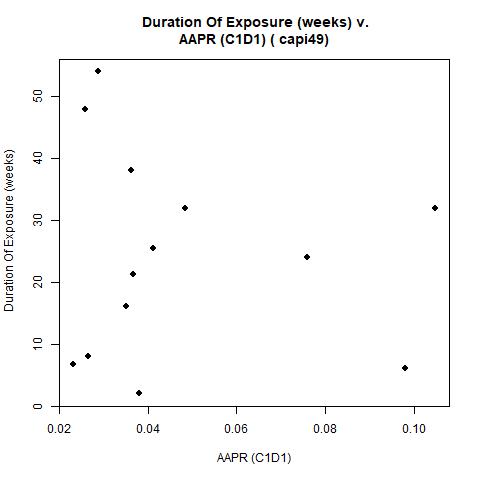 Duration Of Exposure (weeks) v.
AAPR (C1D1) ( capi49)
Duration Of Exposure (weeks)
50
40
30
20
10
0
0.02 0.04 0.06 0.08 0.10
AAPR (C1D1)